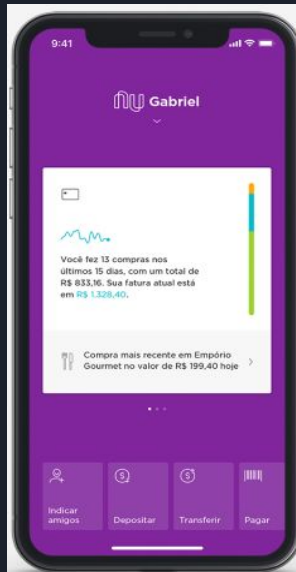 9:41
nu Gabriel
Você fez 13 compras nos
últimos 15 dias, com um total de
R$ 833,16. Sua fatura atual está
em R$ 1.328,40.
Compra mais recente em Empório
Gourmet no valor de R$ 199,40 hoje
Indicar
amigos
Depositar
Transferir
Pagar